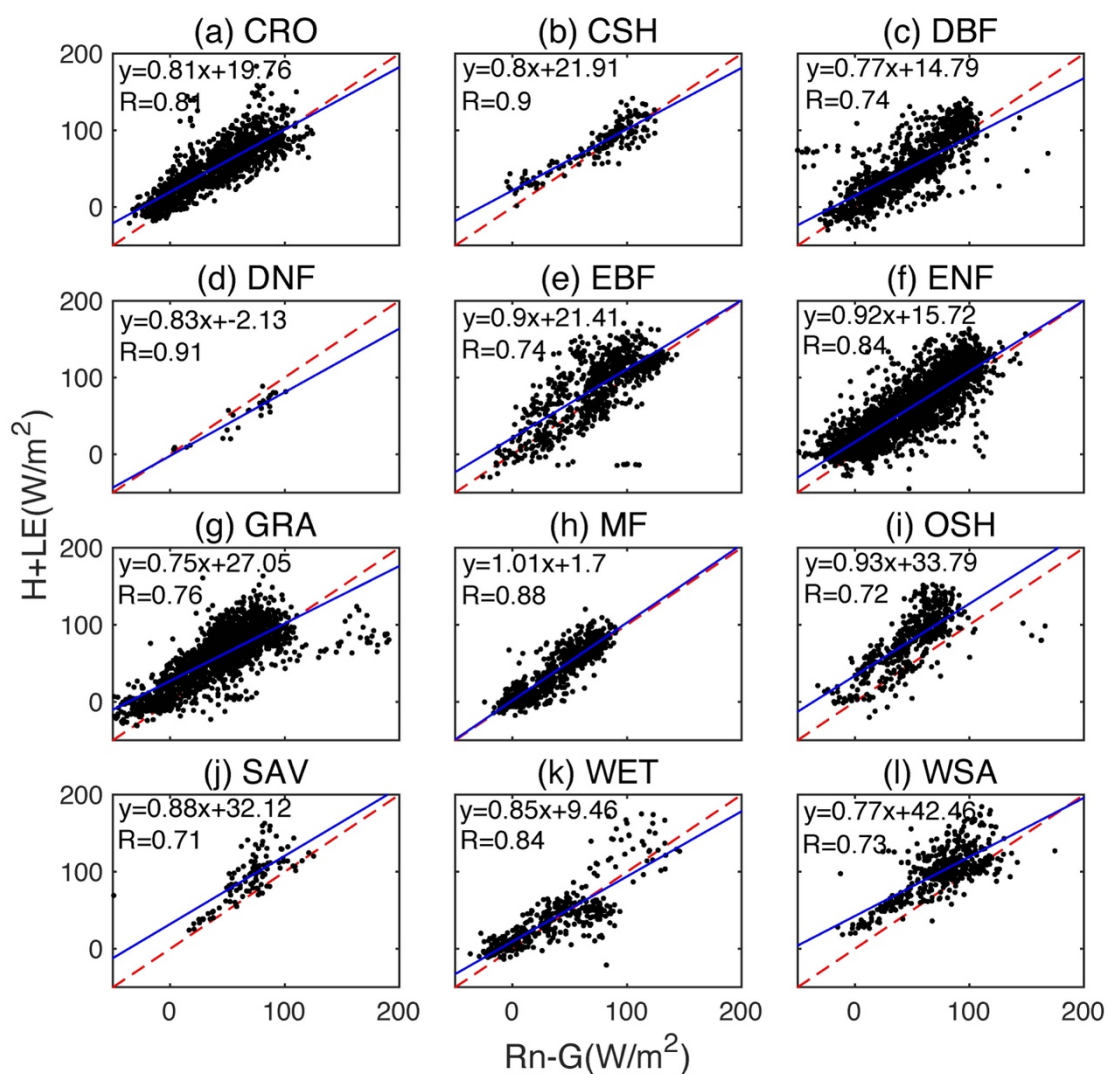 (a) CRO
(b) CSH
(c) DBF
200
100
0
y=0.81x+19.76
R=0.81
y=0.8x+21.91
R=0.9
y=0.77x+14.79
R=0.74
(d) DNF
(e) EBF
(f) ENF
200
100
0
y=0.83x+-2.13
R=0.91
y=0.9x+21.41
R=0.74
y=0.92x+15.72
R=0.84
H+LE(W/m²)
(g) GRA
(h) MF
(i) OSH
200
100
0
y=0.75x+27.05
R=0.76
y=1.01x+1.7
R=0.88
y=0.93x+33.79
R=0.72
(j) SAV
(k) WET
(l) WSA
200
100
0
y=0.88x+32.12
R=0.71
y=0.85x+9.46
R=0.84
y=0.77x+42.46
R=0.73
0 100 200
0 100 200
0 100 200
Rn-G(W/m²)